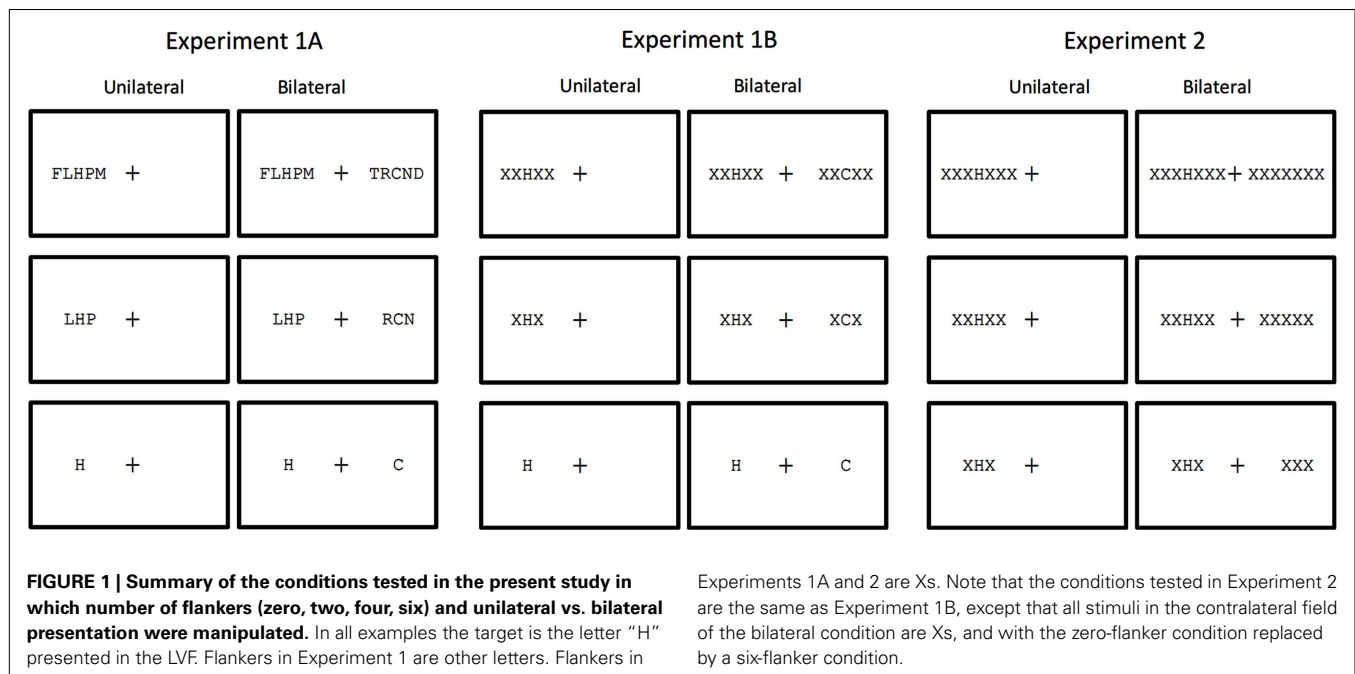 Experiment 1A
Unilateral Bilateral
FLHPM + FLHPM + TRCND
LHP + LHP + RCN
H + H + C
Experiment 1B
Unilateral Bilateral
XXHXX + XXHXX + XXCXX
XHX + XHX + XCX
H + H + C
Experiment 2
Unilateral Bilateral
XXXHXXX + XXXHXXX + XXXXXXX
XXHXX + XXHXX + XXXXX
XHX + XHX + XXX
FIGURE 1 | Summary of the conditions tested in the present study in
which number of flankers (zero, two, four, six) and unilateral vs. bilateral
presentation were manipulated. In all examples the target is the letter "H"
presented in the LVF. Flankers in Experiment 1 are other letters. Flankers in
Experiments 1A and 2 are Xs. Note that the conditions tested in Experiment 2
are the same as Experiment 1B, except that all stimuli in the contralateral field
of the bilateral condition are Xs, and with the zero-flanker condition replaced
by a six-flanker condition.